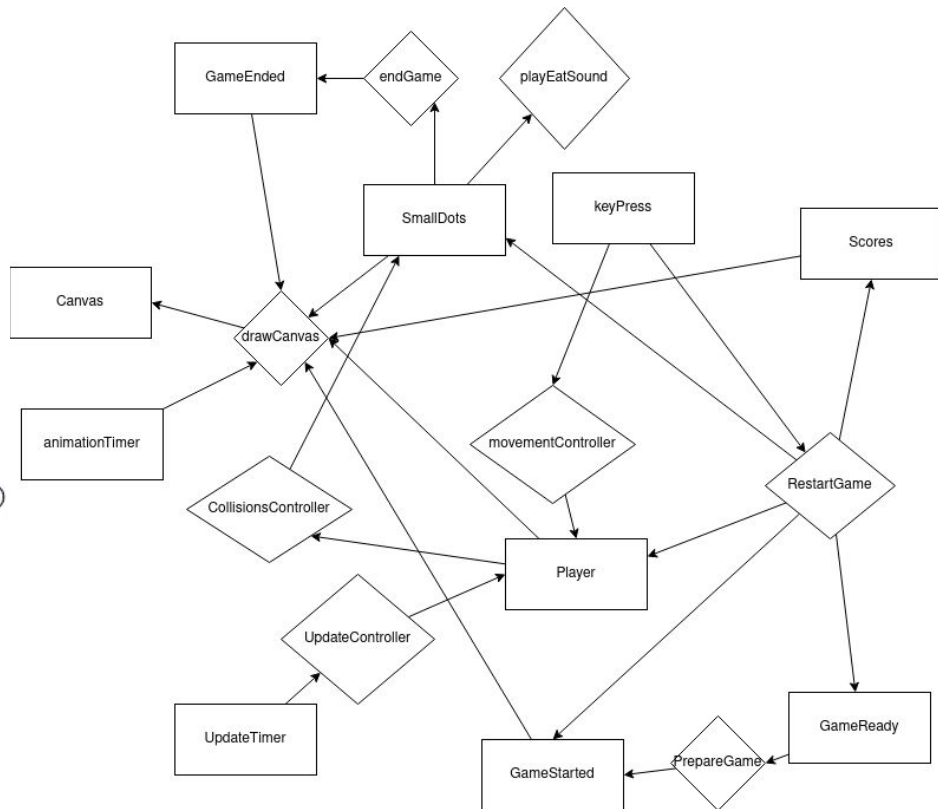 GameEnded
endGame
playEatSound
SmallDots
keyPress
Scores
Canvas
drawCanvas
animationTimer
movementController
RestartGame
CollisionsController
Player
UpdateController
UpdateTimer
GameReady
PrepareGame
GameStarted